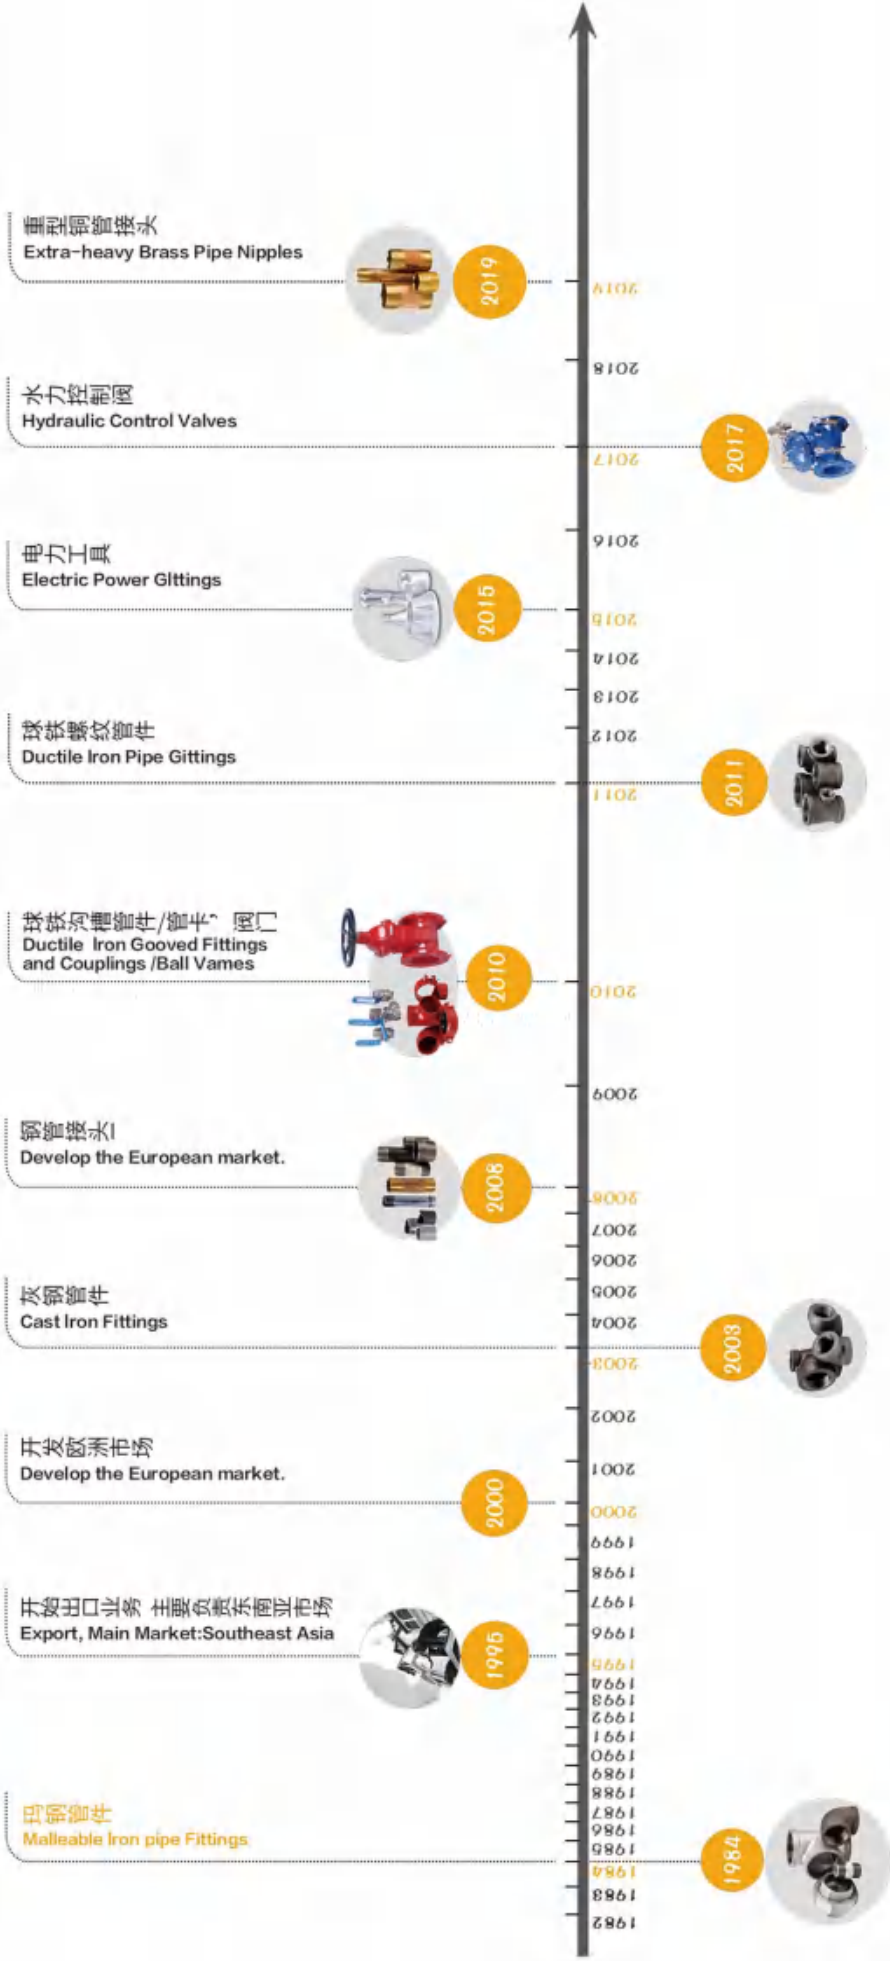 重型铜管接头
Extra-heavy Brass Pipe Nipples
2019
2019
2018
水力控制阀
Hydraulic Control Valves
2017
2017
2016
电力工具
Electric Power GIttings
2015
2015
2014
2013
2012
球铁螺纹管件
Ductile Iron Pipe Gittings
2011
2011
球铁沟槽管件/管卡，阀门
Ductile Iron Gooved Fittings
and Couplings /Ball Vames
2010
2010
2009
钢管接头
Develop the European market.
2008
2008
2007
2006
2005
2004
灰钢管件
Cast Iron Fittings
2003
2003
2002
2001
开发欧洲市场
Develop the European market.
2000
2000
1999
1998
1997
1996
开始出口业务 主要负责东南亚市场
Export, Main Market:Southeast Asia
1995
1995
1994
1993
1992
1991
1990
1989
1988
1987
1986
1985
玛钢管件
Malleable Iron pipe Fittings
1984
1984
1983
1982